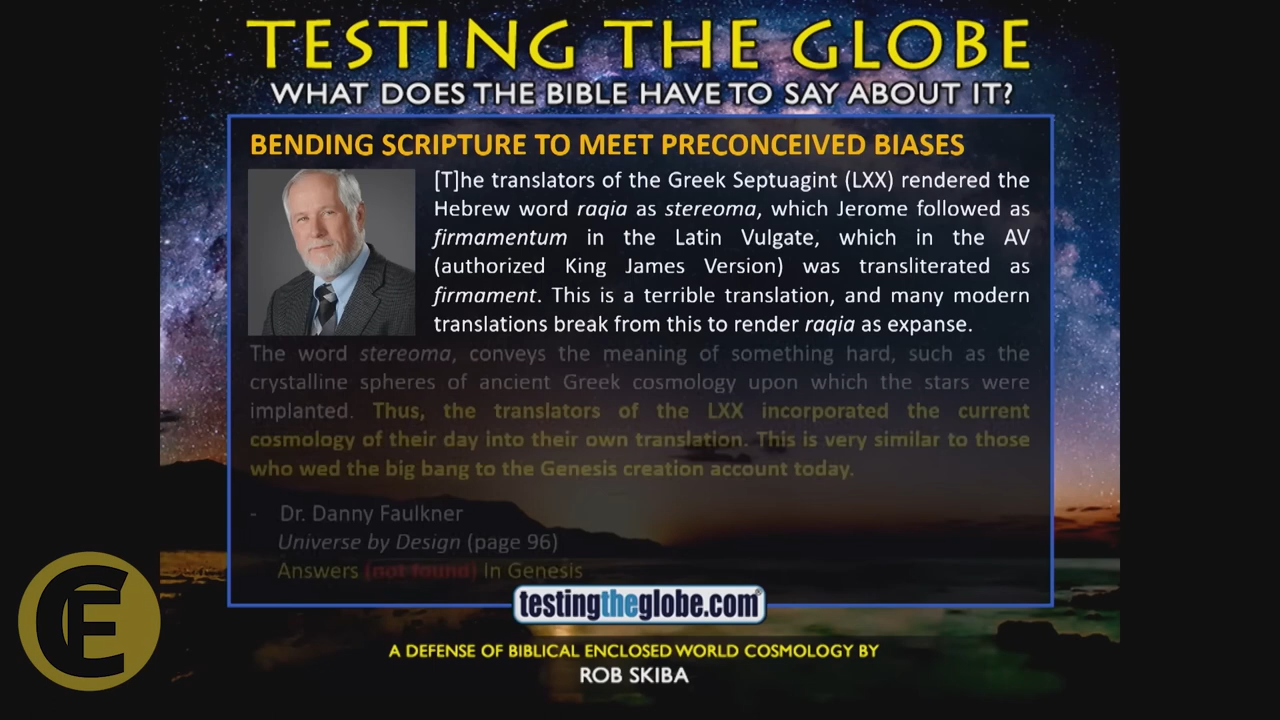 TESTING THE GLOBE
WHAT DOES THE BIBLE HAVE TO SAY ABOUT IT?
BENDING SCRIPTURE TO MEET PRECONCEIVED BIASES
[T]he translators of the Greek Septuagint (LXX) rendered the
Hebrew word raqia as stereoma, which Jerome followed as
firmamentum in the Latin Vulgate, which in the AV
(authorized King James Version) was transliterated as
firmament. This is a terrible translation, and many modern
translations break from this to render raqia as expanse.
The word stereoma, conveys the meaning of something hard, such as the
crystalline spheres of ancient Greek cosmology upon which the stars were
implanted. Thus, the translators of the LXX incorporated the current
cosmology of their day into their own translation. This is very similar to those
who wed the big bang to the Genesis creation account today.
- Dr. Danny Faulkner
Universe by Design (page 96)
Answers (not found) In Genesis
testingtheglobe.com
A DEFENSE OF BIBLICAL ENCLOSED WORLD COSMOLOGY BY
ROB SKIBA